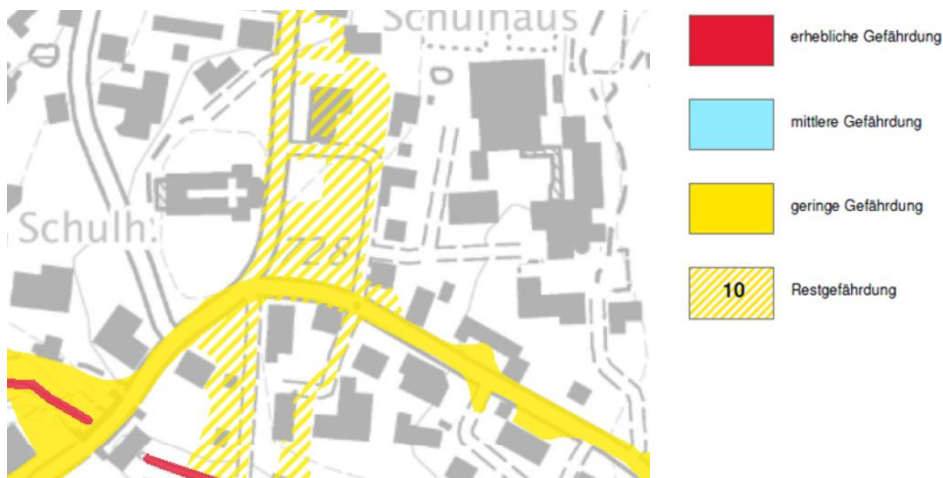 Schulhaus
Schulh.
728
erhebliche Gefährdung
mittlere Gefährdung
geringe Gefährdung
10 Restgefährdung